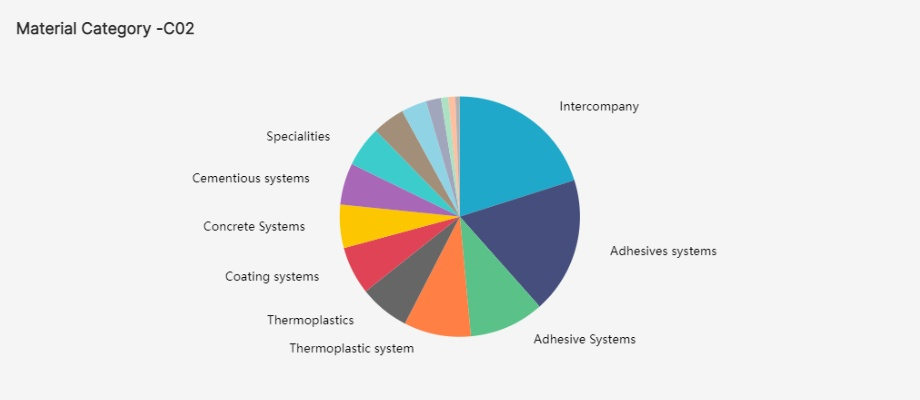 Material Category -C02
Intercompany
Specialities
Cementious systems
Concrete Systems
Adhesives systems
Coating systems
Thermoplastics
Adhesive Systems
Thermoplastic system